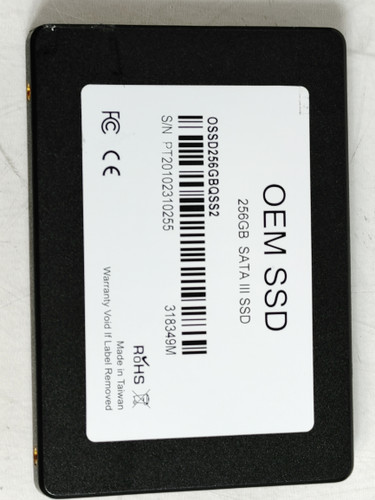 OEM SSD
256GB SATA III SSD
OSSD256GBQSS2
S/N PT20102310255
318349M
FC CE
RoHS
Made in Taiwan
Warranty Void If Label Removed